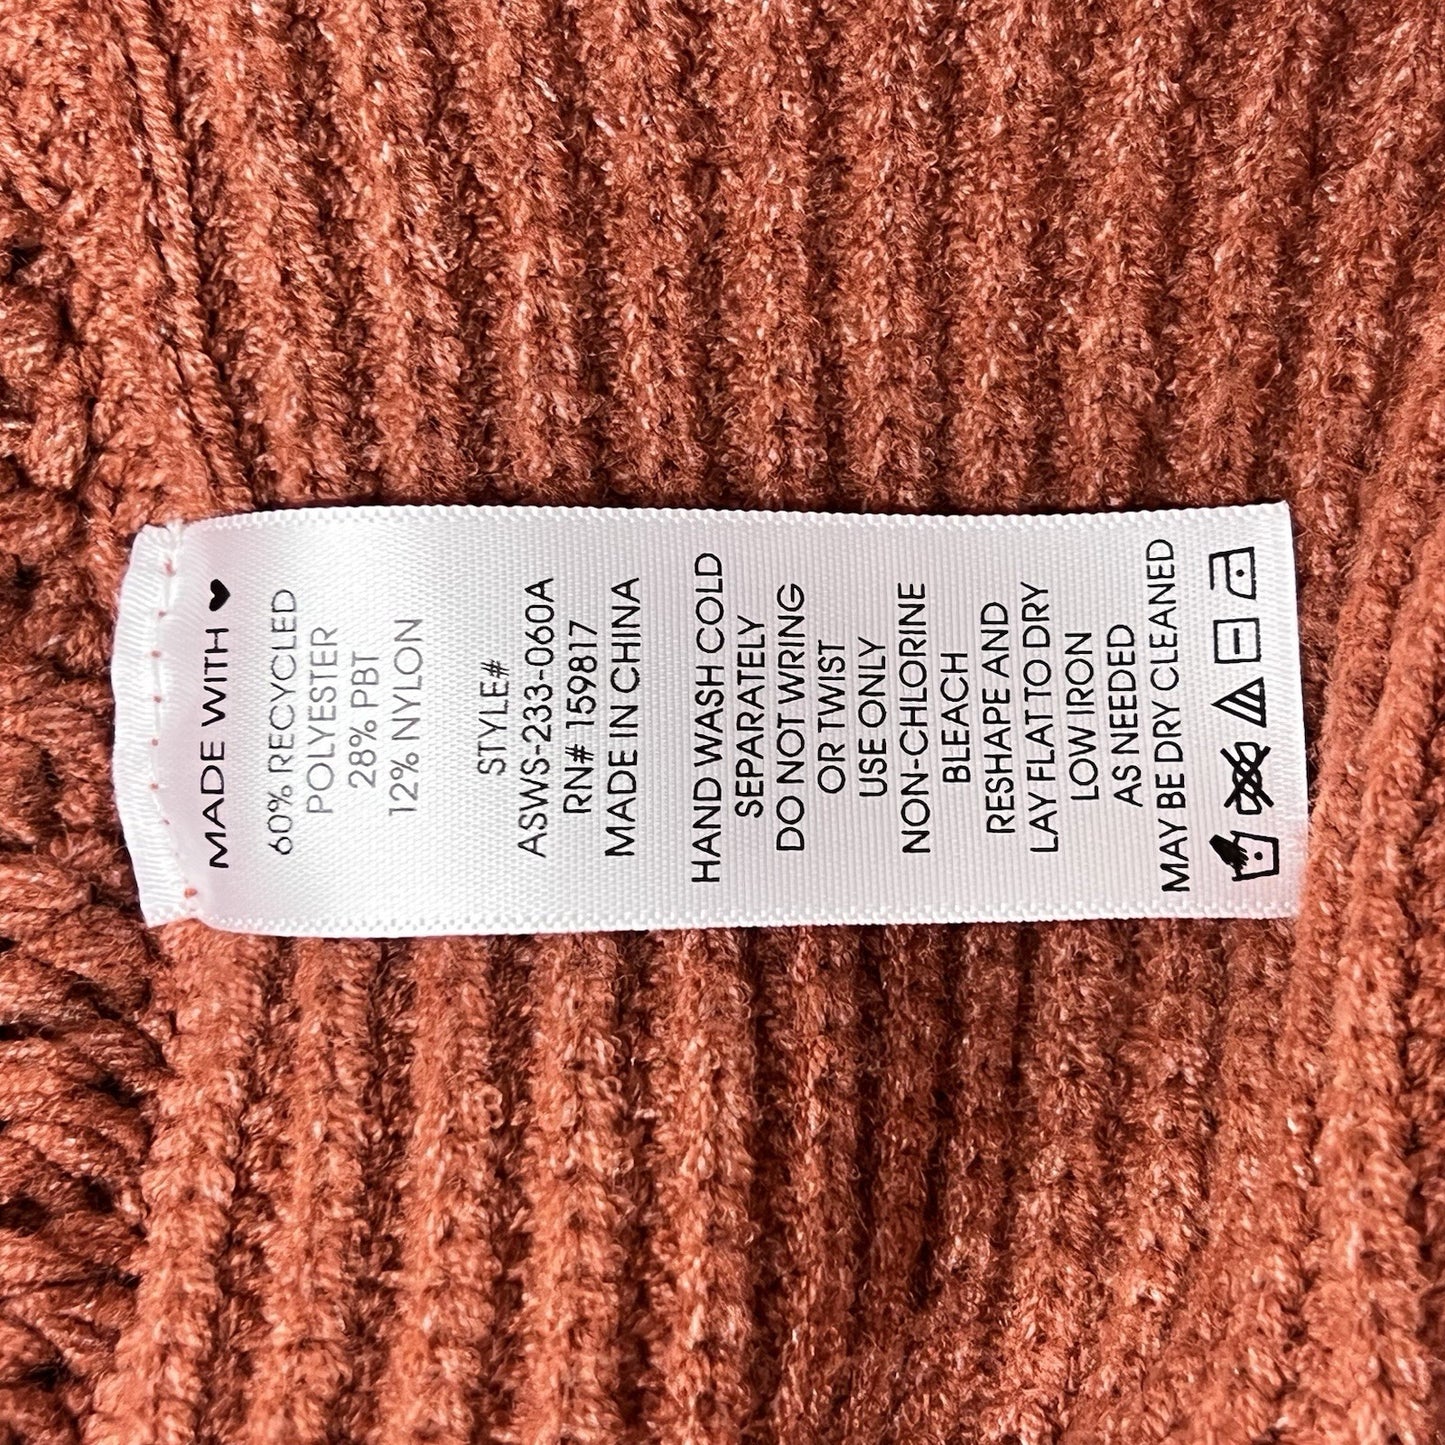 MADE WITH ♥
60% RECYCLED
POLYESTER
28% PBT
12% NYLON
STYLE#
ASWS-233-060A
RN# 159817
MADE IN CHINA
HAND WASH COLD
SEPARATELY
DO NOT WRING
OR TWIST
USE ONLY
NON-CHLORINE
BLEACH
RESHAPE AND
LAY FLAT TO DRY
LOW IRON
AS NEEDED
MAY BE DRY CLEANED